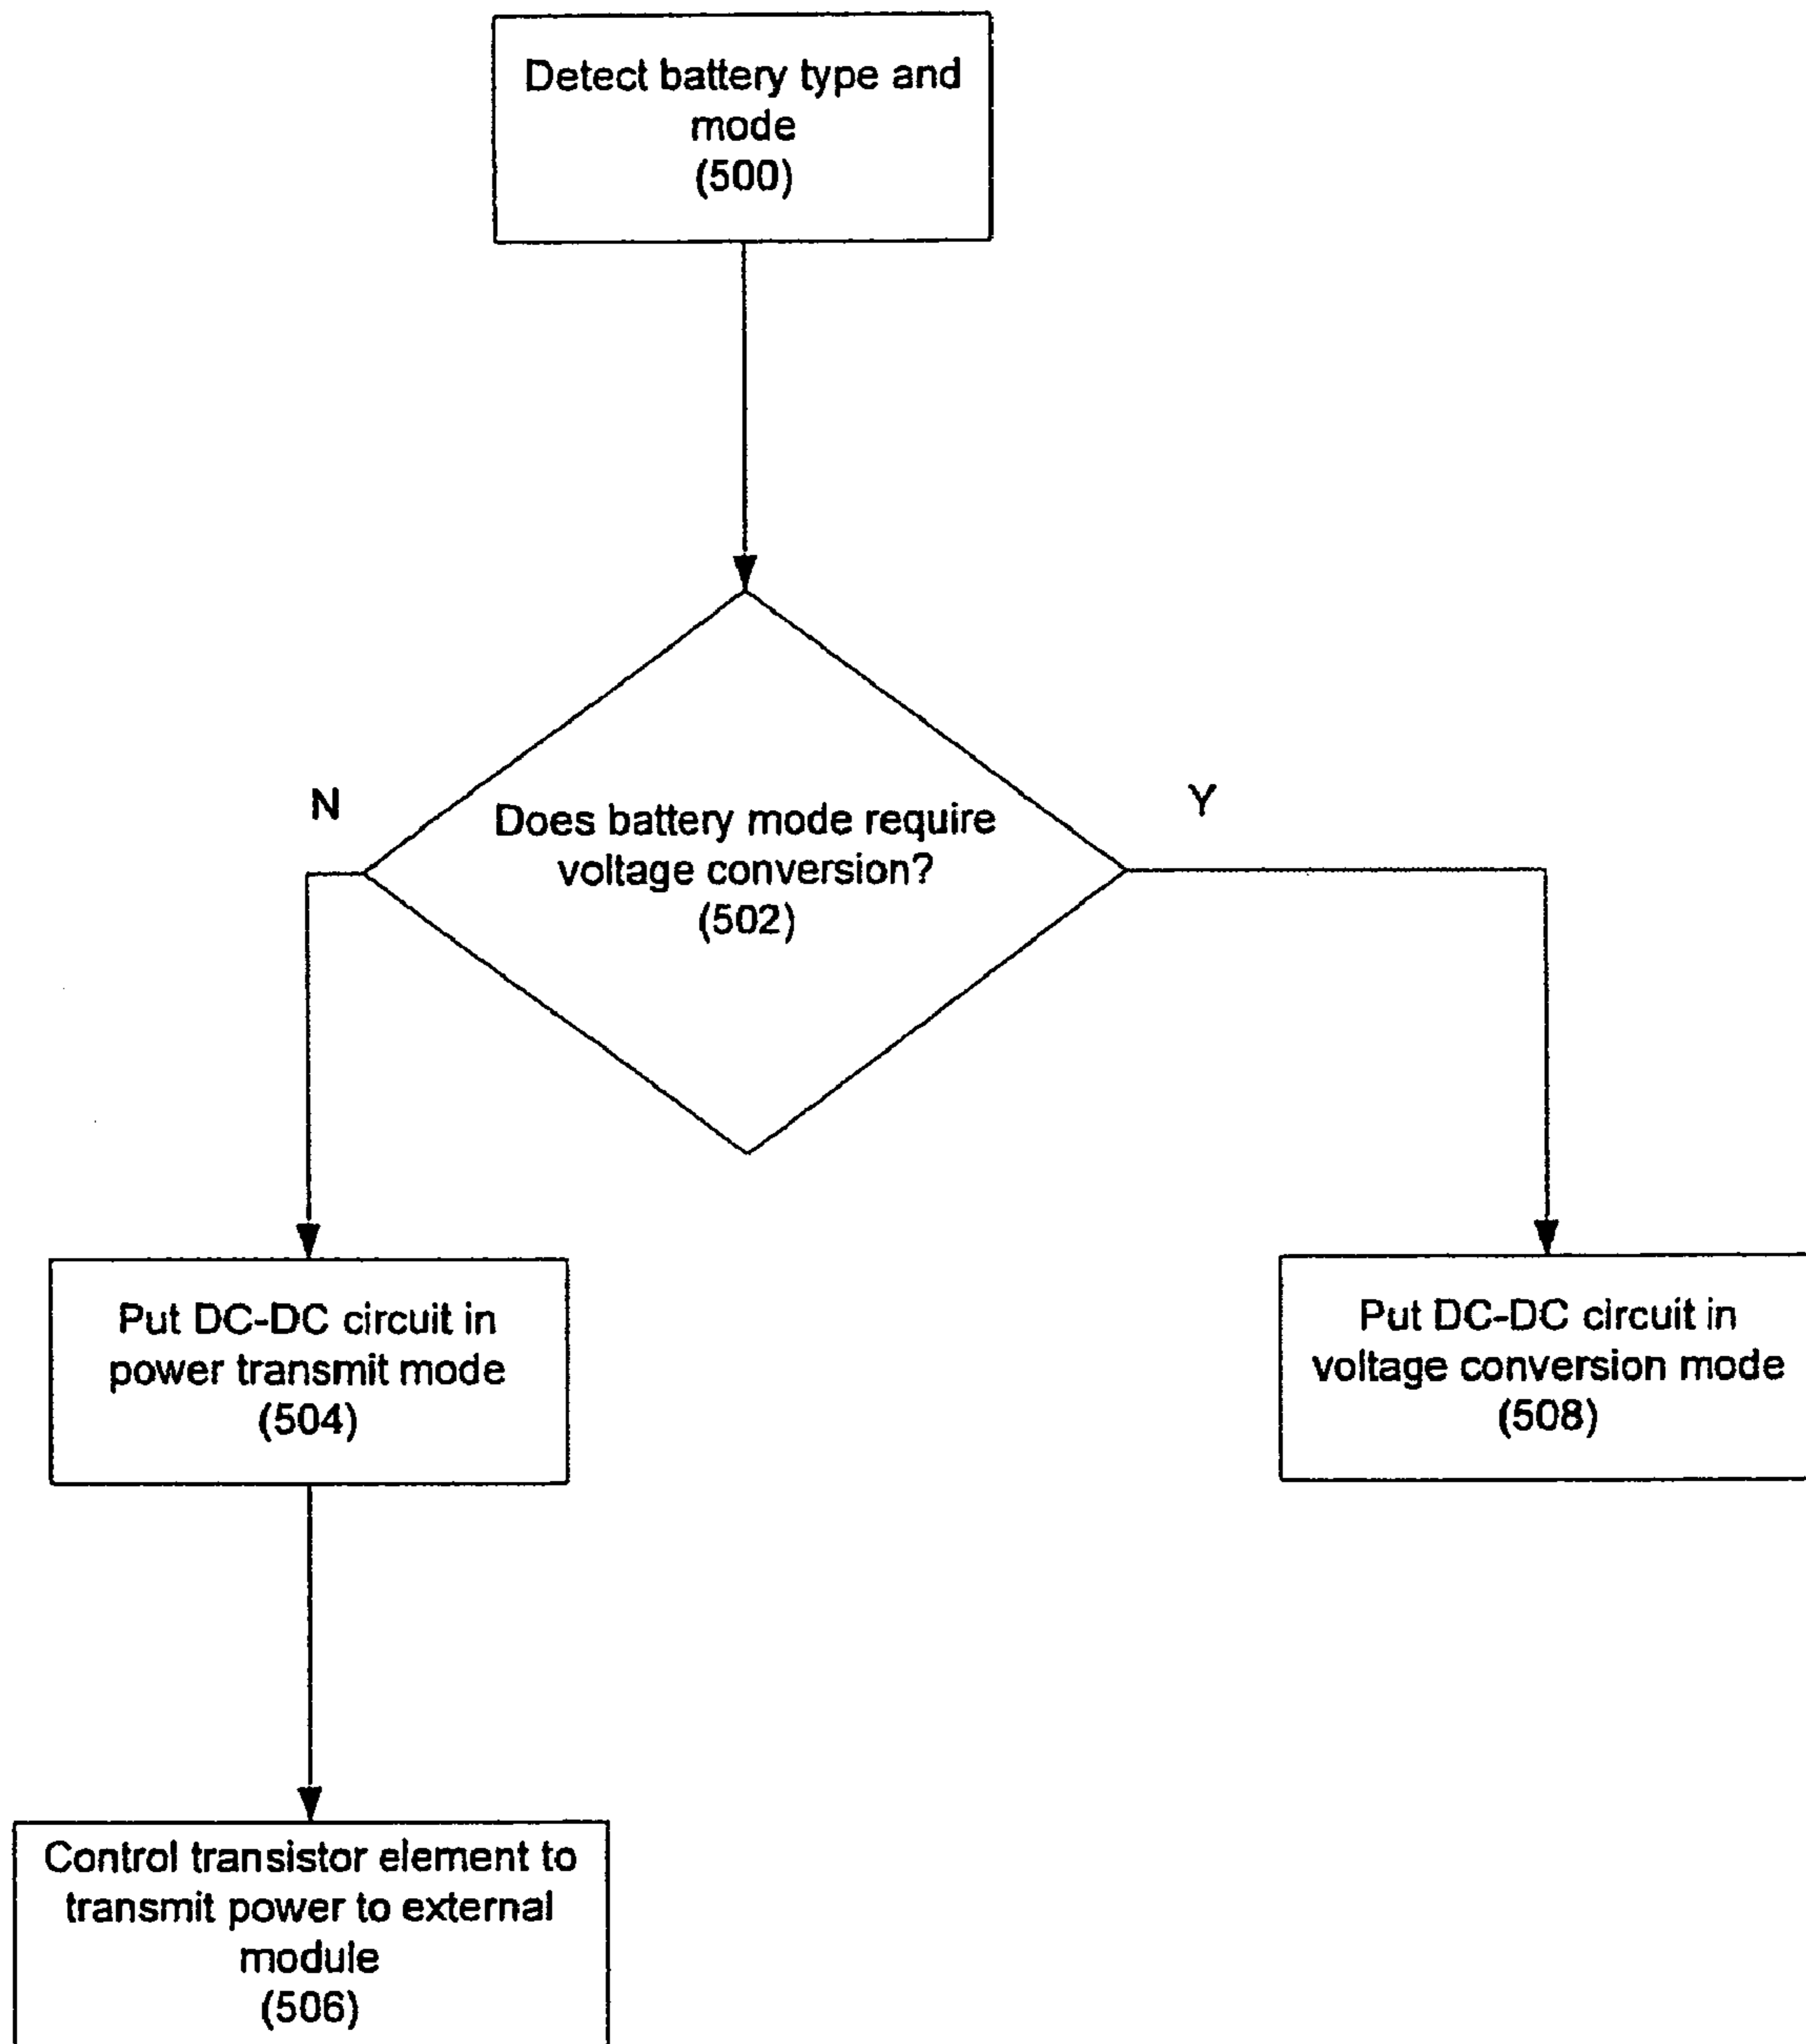 Detect battery type and
mode
(500)
N
Y
Does battery mode require
voltage conversion?
(502)
Put DC-DC circuit in
power transmit mode
(504)
Put DC-DC circuit in
voltage conversion mode
(508)
Control transistor element to
transmit power to external
module
(506)